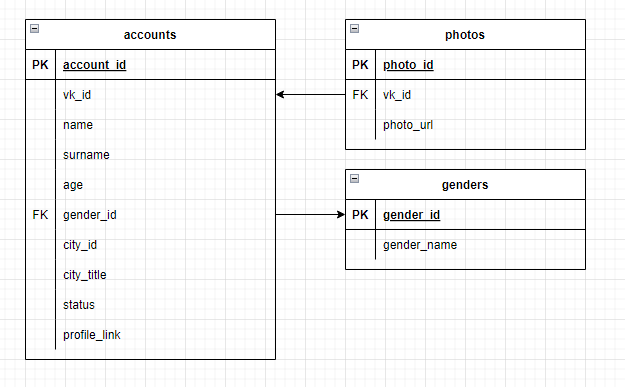 accounts
PK account_id
vk_id
name
surname
age
FK gender_id
city_id
city_title
status
profile_link
photos
PK photo_id
FK vk_id
photo_url
genders
PK gender_id
gender_name